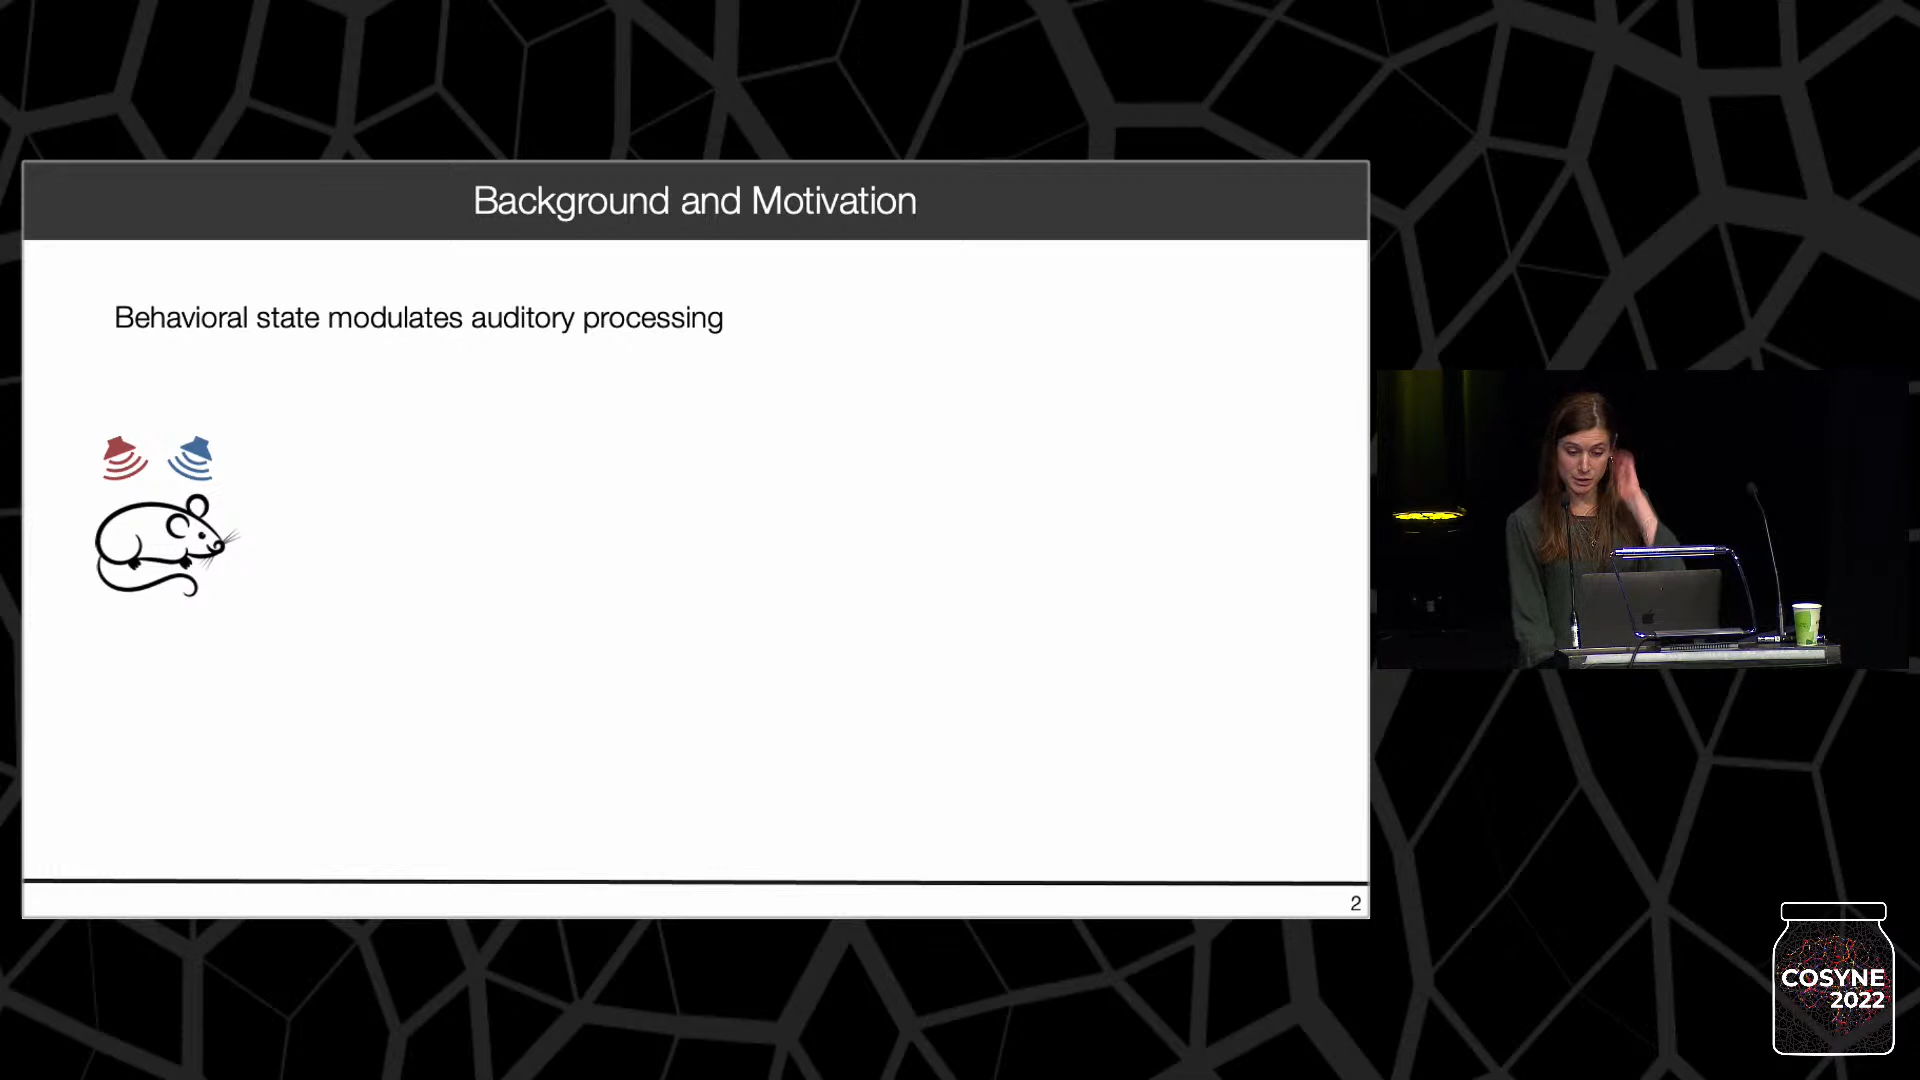 Background and Motivation
Behavioral state modulates auditory processing
2
COSYNE
2022